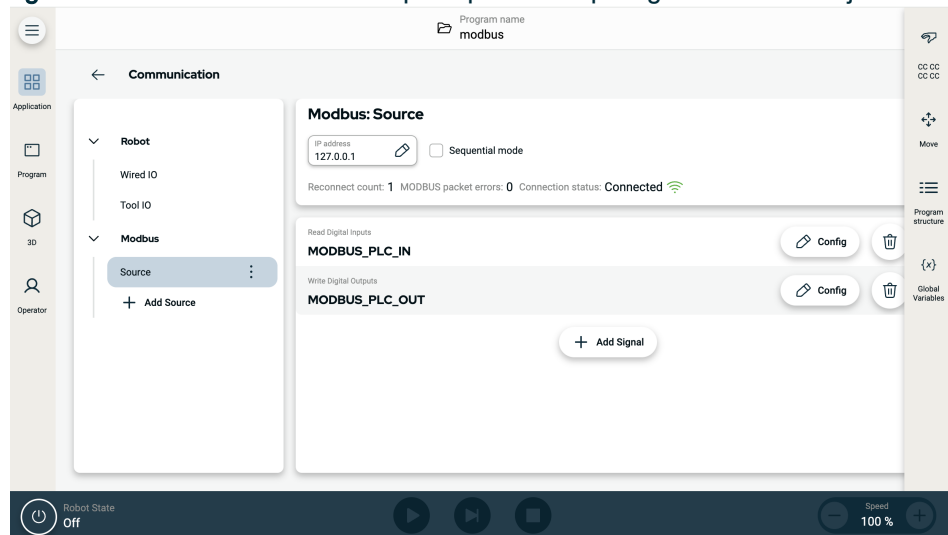 Program name
modbus
Communication
Application
Program
3D
Operator
Robot
Wired IO
Tool IO
Modbus
Source
Add Source
Modbus: Source
IP address
127.0.0.1
Sequential mode
Reconnect count: 1 MODBUS packet errors: 0 Connection status: Connected
Read Digital Inputs
MODBUS_PLC_IN
Config
Write Digital Outputs
MODBUS_PLC_OUT
Config
Add Signal
CC CC
CC CC
Move
Program
structure
{x}
Global
Variables
Robot State
Off
Speed
100 %